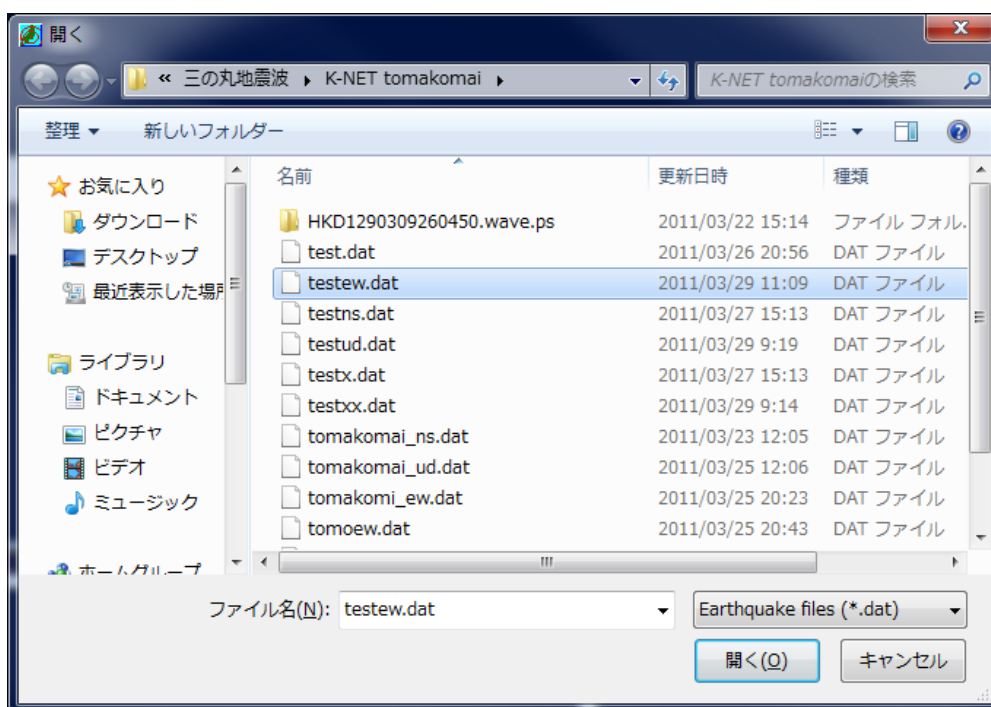 開く
« 三の丸地震波 ▸ K-NET tomakomai ▸
K-NET tomakomaiの検索
整理 ▼ 新しいフォルダー
お気に入り
ダウンロード
デスクトップ
最近表示した場所
ライブラリ
ドキュメント
ピクチャ
ビデオ
ミュージック
ホームグループ
名前 更新日時 種類
HKD1290309260450.wave.ps 2011/03/22 15:14 ファイル フォル.
test.dat 2011/03/26 20:56 DAT ファイル
testew.dat 2011/03/29 11:09 DAT ファイル
testns.dat 2011/03/27 15:13 DAT ファイル
testud.dat 2011/03/29 9:19 DAT ファイル
testx.dat 2011/03/27 15:13 DAT ファイル
testxx.dat 2011/03/29 9:14 DAT ファイル
tomakomai_ns.dat 2011/03/23 12:05 DAT ファイル
tomakomai_ud.dat 2011/03/25 12:06 DAT ファイル
tomakomi_ew.dat 2011/03/25 20:23 DAT ファイル
tomoew.dat 2011/03/25 20:43 DAT ファイル
ファイル名(N): testew.dat
Earthquake files (*.dat)
開く(O) キャンセル